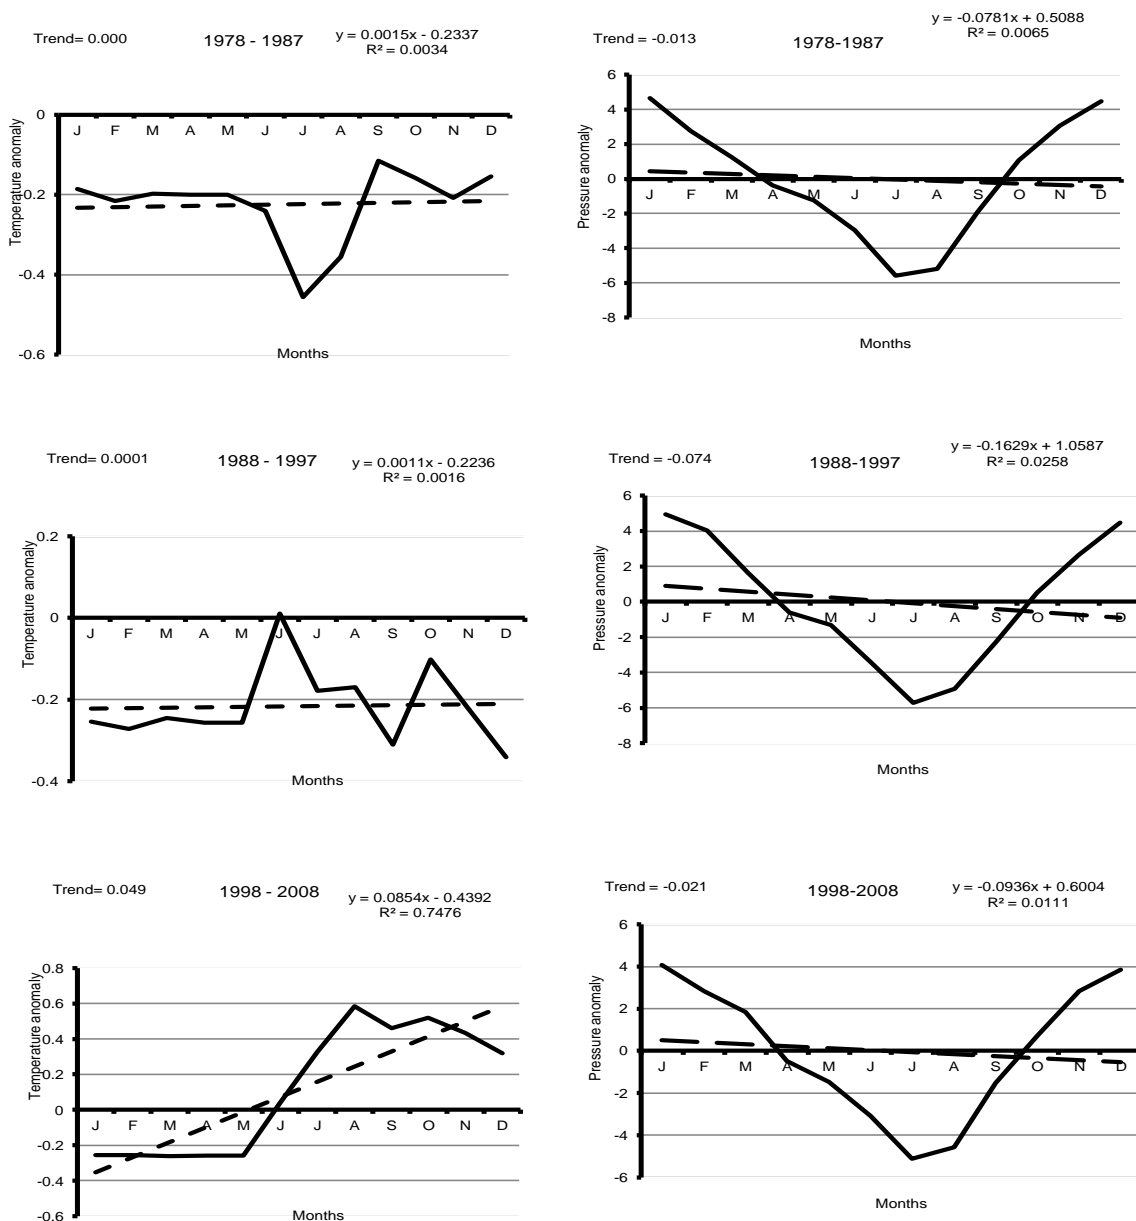 Trend= 0.000
1978 - 1987
y = 0.0015x - 0.2337
R² = 0.0034
Temperature anomaly
0
-0.2
-0.4
-0.6
J F M A M J J A S O N D
Months
Trend = -0.013
1978-1987
y = -0.0781x + 0.5088
R² = 0.0065
Pressure anomaly
6
4
2
0
-2
-4
-6
-8
J F M A M J J A S O N D
Months
Trend= 0.0001
1988 - 1997
y = 0.0011x - 0.2236
R² = 0.0016
Temperature anomaly
0.2
0
-0.2
-0.4
J F M A M J J A S O N D
Months
Trend = -0.074
1988-1997
y = -0.1629x + 1.0587
R² = 0.0258
Pressure anomaly
6
4
2
0
-2
-4
-6
-8
J F M A M J J A S O N D
Months
Trend= 0.049
1998 - 2008
y = 0.0854x - 0.4392
R² = 0.7476
Temperature anomaly
0.8
0.6
0.4
0.2
0
-0.2
-0.4
-0.6
J F M A M J J A S O N D
Months
Trend = -0.021
1998-2008
y = -0.0936x + 0.6004
R² = 0.0111
Pressure anomaly
6
4
2
0
-2
-4
-6
J F M A M J J A S O N D
Months